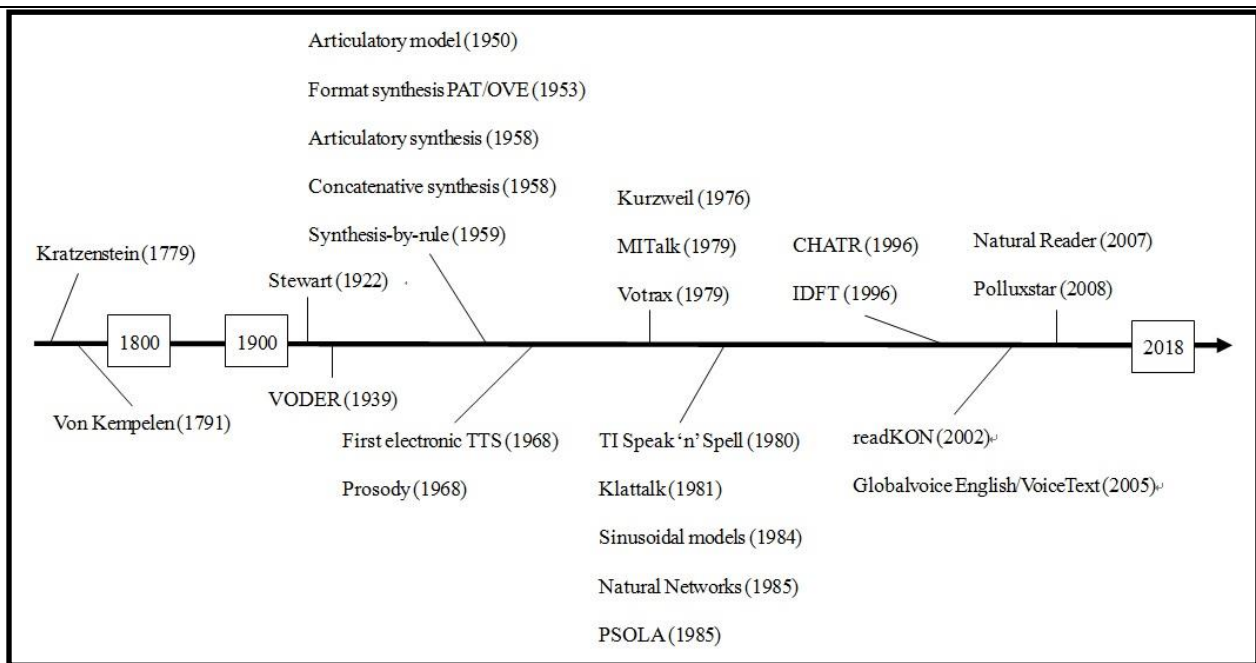 Articulatory model (1950)
Format synthesis PAT/OVE (1953)
Articulatory synthesis (1958)
Concatenative synthesis (1958)
Synthesis-by-rule (1959)
Kratzenstein (1779)
Stewart (1922)
Kurzweil (1976)
MITalk (1979)
Votrax (1979)
CHATR (1996)
IDFT (1996)
Natural Reader (2007)
Polluxstar (2008)
1800
1900
2018
Von Kempelen (1791)
VODER (1939)
First electronic TTS (1968)
Prosody (1968)
TI Speak ‘n’ Spell (1980)
Klattalk (1981)
Sinusoidal models (1984)
Natural Networks (1985)
PSOLA (1985)
readKON (2002)
Globalvoice English/VoiceText (2005)